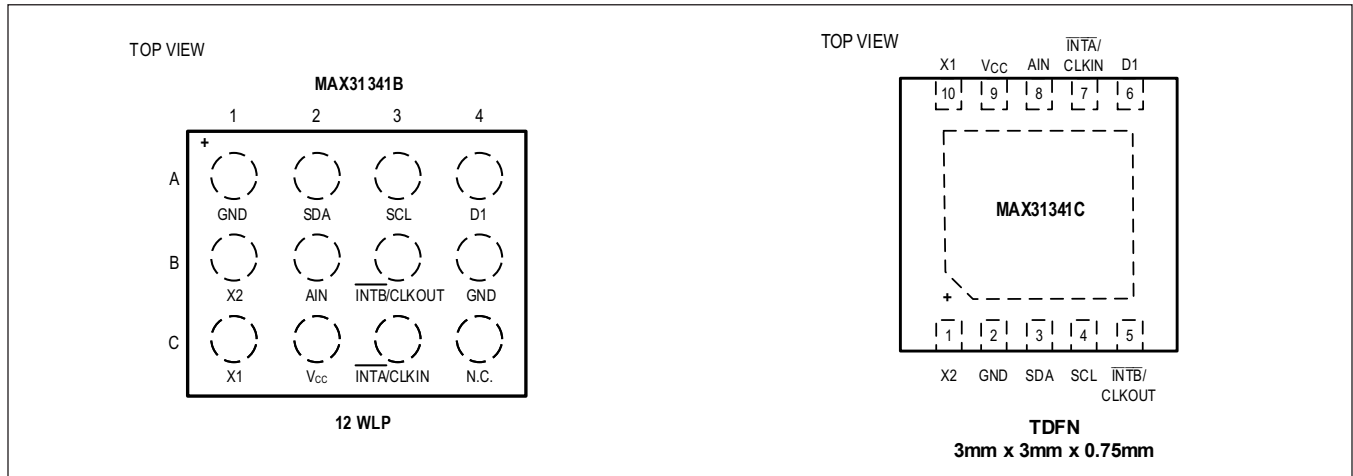 TOP VIEW
MAX31341B
1 2 3 4
+
A
GND SDA SCL D1
B
X2 AIN INTB/CLKOUT GND
C
X1 VCC INTA/CLKIN N.C.
12 WLP
TOP VIEW
X1 VCC AIN INTA/ CLKIN D1
10 9 8 7 6
MAX31341C
+
1 2 3 4 5
X2 GND SDA SCL INTB/ CLKOUT
TDFN
3mm x 3mm x 0.75mm